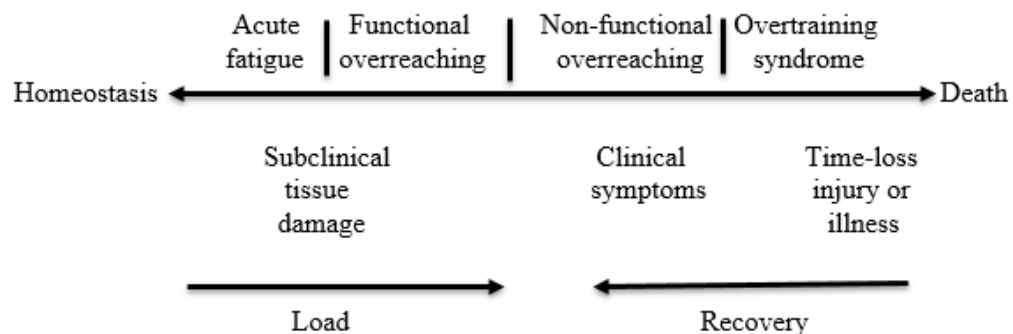 Acute
fatigue
Functional
overreaching
Non-functional
overreaching
Overtraining
syndrome
Homeostasis
Death
Subclinical
tissue
damage
Clinical
symptoms
Time-loss
injury or
illness
Load
Recovery